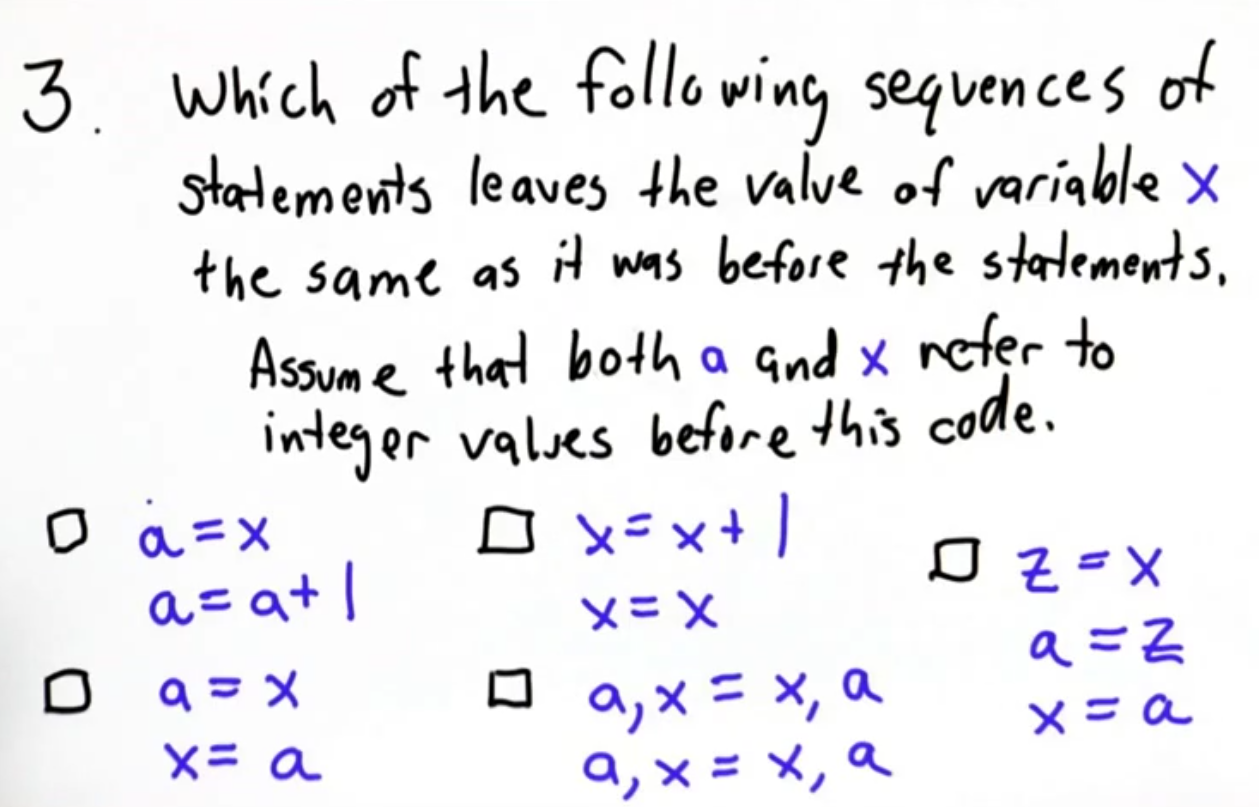 3. Which of the following sequences of
statements leaves the value of variable x
the same as it was before the statements.
Assume that both a and x refer to
integer values before this code.
□ a = x
a = a + 1
□ a = x
x = a
□ x = x + 1
x = x
□ a, x = x, a
a, x = x, a
□ z = x
a = z
x = a